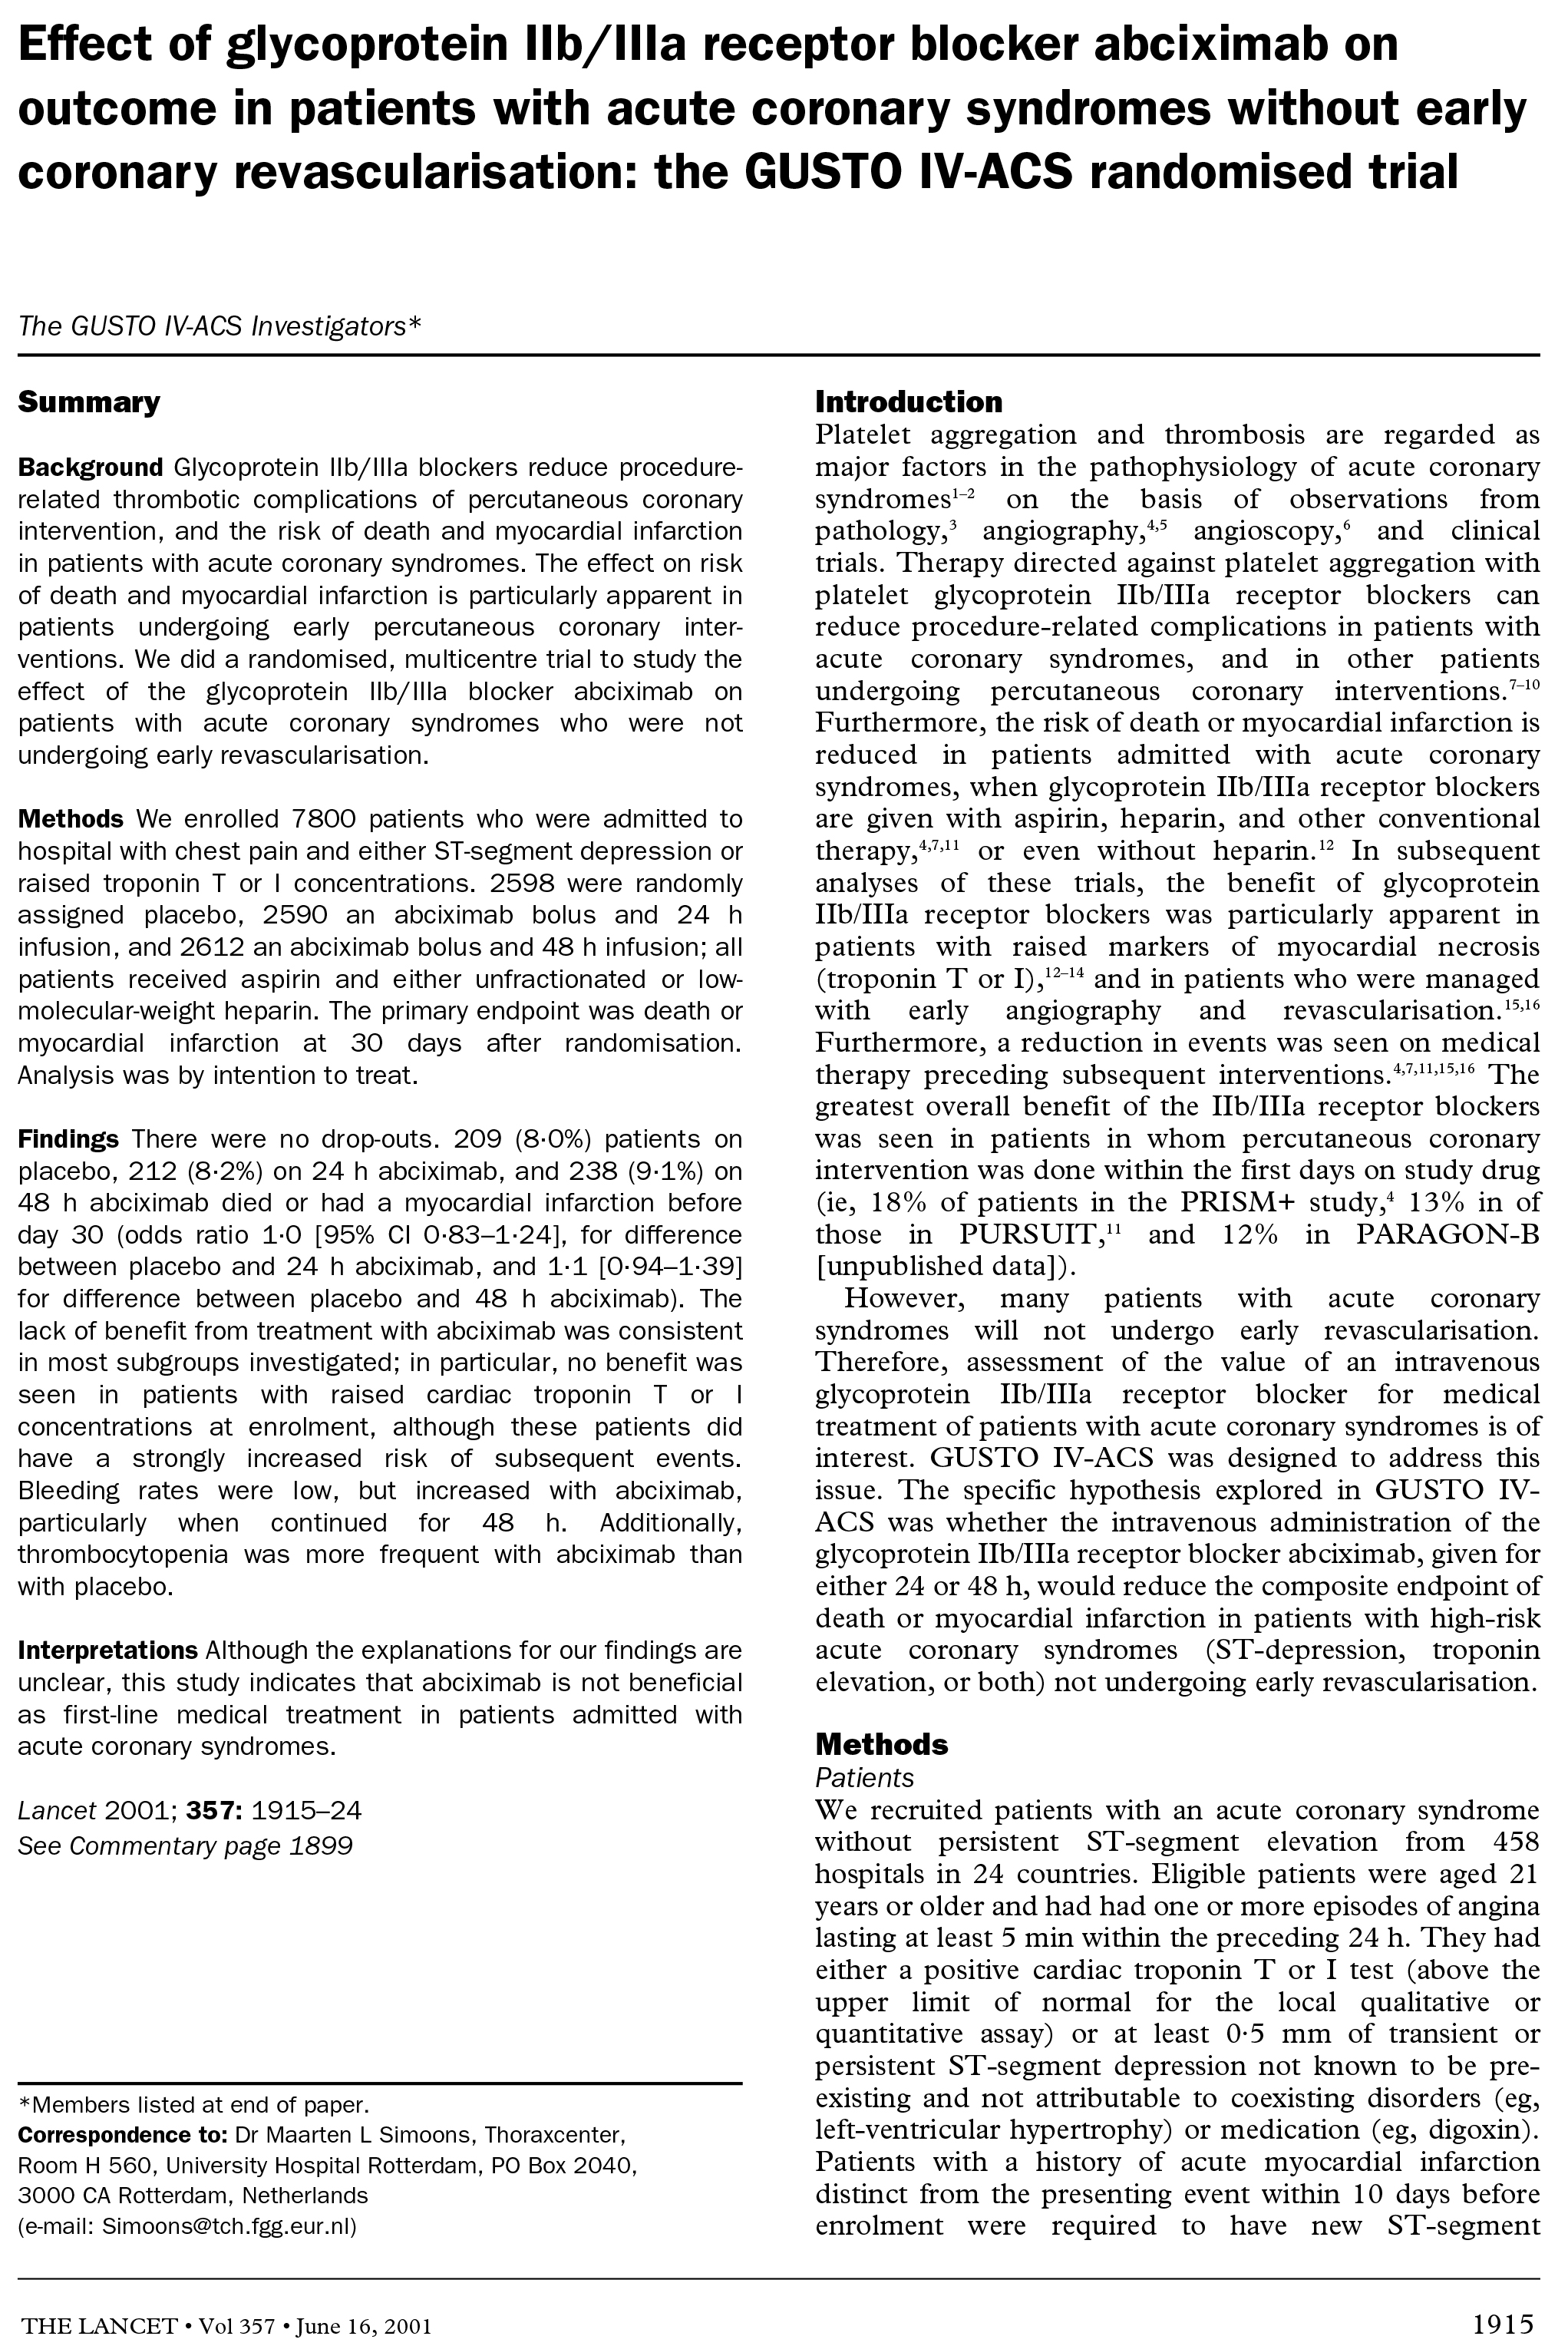 Effect of glycoprotein IIb/IIIa receptor blocker abciximab on
outcome in patients with acute coronary syndromes without early
coronary revascularisation: the GUSTO IV-ACS randomised trial
The GUSTO IV-ACS Investigators*
Summary
Background Glycoprotein IIb/IIIa blockers reduce procedure-
related thrombotic complications of percutaneous coronary
intervention, and the risk of death and myocardial infarction
in patients with acute coronary syndromes. The effect on risk
of death and myocardial infarction is particularly apparent in
patients undergoing early percutaneous coronary inter-
ventions. We did a randomised, multicentre trial to study the
effect of the glycoprotein IIb/IIIa blocker abciximab on
patients with acute coronary syndromes who were not
undergoing early revascularisation.
Methods We enrolled 7800 patients who were admitted to
hospital with chest pain and either ST-segment depression or
raised troponin T or I concentrations. 2598 were randomly
assigned placebo, 2590 an abciximab bolus and 24 h
infusion, and 2612 an abciximab bolus and 48 h infusion; all
patients received aspirin and either unfractionated or low-
molecular-weight heparin. The primary endpoint was death or
myocardial infarction at 30 days after randomisation.
Analysis was by intention to treat.
Findings There were no drop-outs. 209 (8·0%) patients on
placebo, 212 (8·2%) on 24 h abciximab, and 238 (9·1%) on
48 h abciximab died or had a myocardial infarction before
day 30 (odds ratio 1·0 [95% CI 0·83–1·24], for difference
between placebo and 24 h abciximab, and 1·1 [0·94–1·39]
for difference between placebo and 48 h abciximab). The
lack of benefit from treatment with abciximab was consistent
in most subgroups investigated; in particular, no benefit was
seen in patients with raised cardiac troponin T or I
concentrations at enrolment, although these patients did
have a strongly increased risk of subsequent events.
Bleeding rates were low, but increased with abciximab,
particularly when continued for 48 h. Additionally,
thrombocytopenia was more frequent with abciximab than
with placebo.
Interpretations Although the explanations for our findings are
unclear, this study indicates that abciximab is not beneficial
as first-line medical treatment in patients admitted with
acute coronary syndromes.
Lancet 2001; 357: 1915–24
See Commentary page 1899
*Members listed at end of paper.
Correspondence to: Dr Maarten L Simoons, Thoraxcenter,
Room H 560, University Hospital Rotterdam, PO Box 2040,
3000 CA Rotterdam, Netherlands
(e-mail: Simoons@tch.fgg.eur.nl)
Introduction
Platelet aggregation and thrombosis are regarded as
major factors in the pathophysiology of acute coronary
syndromes1–2 on the basis of observations from
pathology,3 angiography,4,5 angioscopy,6 and clinical
trials. Therapy directed against platelet aggregation with
platelet glycoprotein IIb/IIIa receptor blockers can
reduce procedure-related complications in patients with
acute coronary syndromes, and in other patients
undergoing percutaneous coronary interventions.7–10
Furthermore, the risk of death or myocardial infarction is
reduced in patients admitted with acute coronary
syndromes, when glycoprotein IIb/IIIa receptor blockers
are given with aspirin, heparin, and other conventional
therapy,4,7,11 or even without heparin.12 In subsequent
analyses of these trials, the benefit of glycoprotein
IIb/IIIa receptor blockers was particularly apparent in
patients with raised markers of myocardial necrosis
(troponin T or I),12–14 and in patients who were managed
with early angiography and revascularisation.15,16
Furthermore, a reduction in events was seen on medical
therapy preceding subsequent interventions.4,7,11,15,16 The
greatest overall benefit of the IIb/IIIa receptor blockers
was seen in patients in whom percutaneous coronary
intervention was done within the first days on study drug
(ie, 18% of patients in the PRISM+ study,4 13% in of
those in PURSUIT,11 and 12% in PARAGON-B
[unpublished data]).
However, many patients with acute coronary
syndromes will not undergo early revascularisation.
Therefore, assessment of the value of an intravenous
glycoprotein IIb/IIIa receptor blocker for medical
treatment of patients with acute coronary syndromes is of
interest. GUSTO IV-ACS was designed to address this
issue. The specific hypothesis explored in GUSTO IV-
ACS was whether the intravenous administration of the
glycoprotein IIb/IIIa receptor blocker abciximab, given for
either 24 or 48 h, would reduce the composite endpoint of
death or myocardial infarction in patients with high-risk
acute coronary syndromes (ST-depression, troponin
elevation, or both) not undergoing early revascularisation.
Methods
Patients
We recruited patients with an acute coronary syndrome
without persistent ST-segment elevation from 458
hospitals in 24 countries. Eligible patients were aged 21
years or older and had had one or more episodes of angina
lasting at least 5 min within the preceding 24 h. They had
either a positive cardiac troponin T or I test (above the
upper limit of normal for the local qualitative or
quantitative assay) or at least 0·5 mm of transient or
persistent ST-segment depression not known to be pre-
existing and not attributable to coexisting disorders (eg,
left-ventricular hypertrophy) or medication (eg, digoxin).
Patients with a history of acute myocardial infarction
distinct from the presenting event within 10 days before
enrolment were required to have new ST-segment
THE LANCET • Vol 357 • June 16, 2001
1915